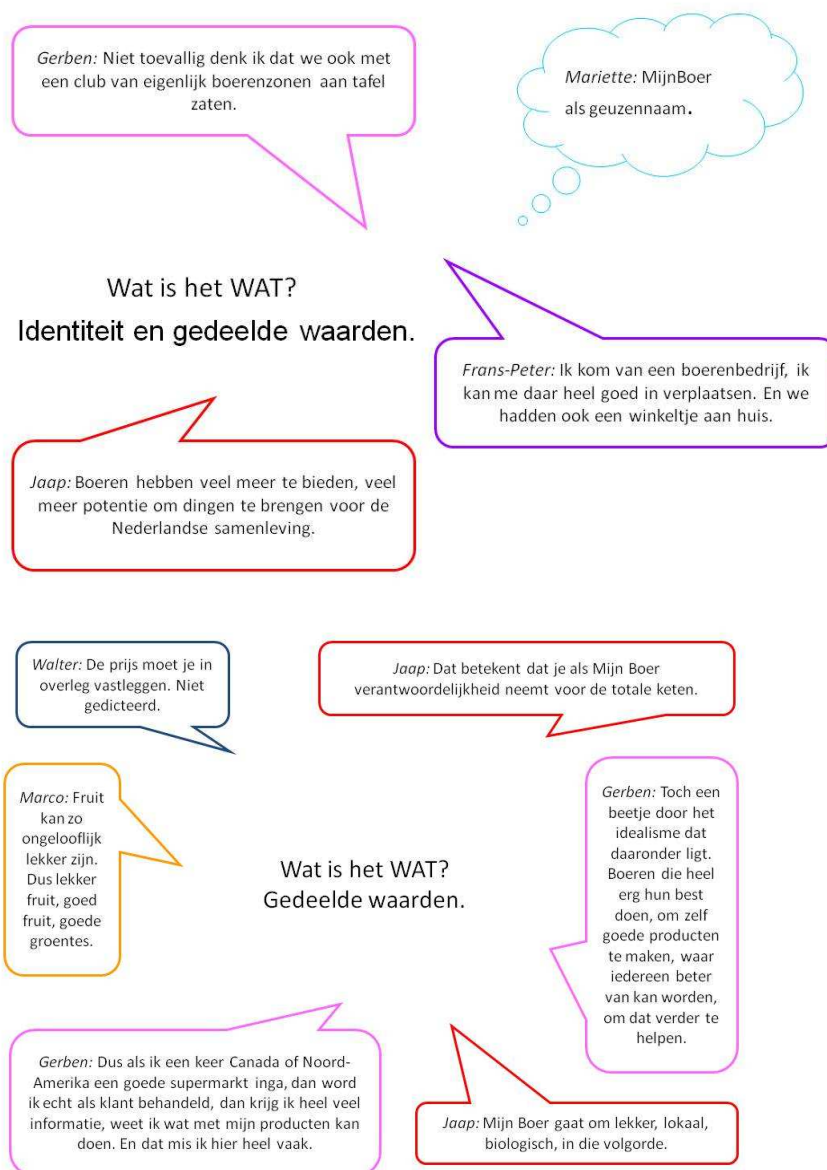 Gerben: Niet toevallig denk ik dat we ook met
een club van eigenlijk boerenzonen aan tafel
zaten.
Mariette: MijnBoer
als geuzennaam.
Wat is het WAT?
Identiteit en gedeelde waarden.
Frans-Peter: Ik kom van een boerenbedrijf, ik
kan me daar heel goed in verplaatsen. En we
hadden ook een winkeltje aan huis.
Jaap: Boeren hebben veel meer te bieden, veel
meer potentie om dingen te brengen voor de
Nederlandse samenleving.
Walter: De prijs moet je in
overleg vastleggen. Niet
gedicteerd.
Jaap: Dat betekent dat je als Mijn Boer
verantwoordelijkheid neemt voor de totale keten.
Marco: Fruit
kan zo
ongelooflijk
lekker zijn.
Dus lekker
fruit, goed
fruit, goede
groentes.
Wat is het WAT?
Gedeelde waarden.
Gerben: Toch een
beetje door het
idealisme dat
daaronder ligt.
Boeren die heel
erg hun best
doen, om zelf
goede producten
te maken, waar
iedereen beter
van kan worden,
om dat verder te
helpen.
Gerben: Dus als ik een keer Canada of Noord-
Amerika een goede supermarkt inga, dan word
ik echt als klant behandeld, dan krijg ik heel veel
informatie, weet ik wat met mijn producten kan
doen. En dat mis ik hier heel vaak.
Jaap: Mijn Boer gaat om lekker, lokaal,
biologisch, in die volgorde.